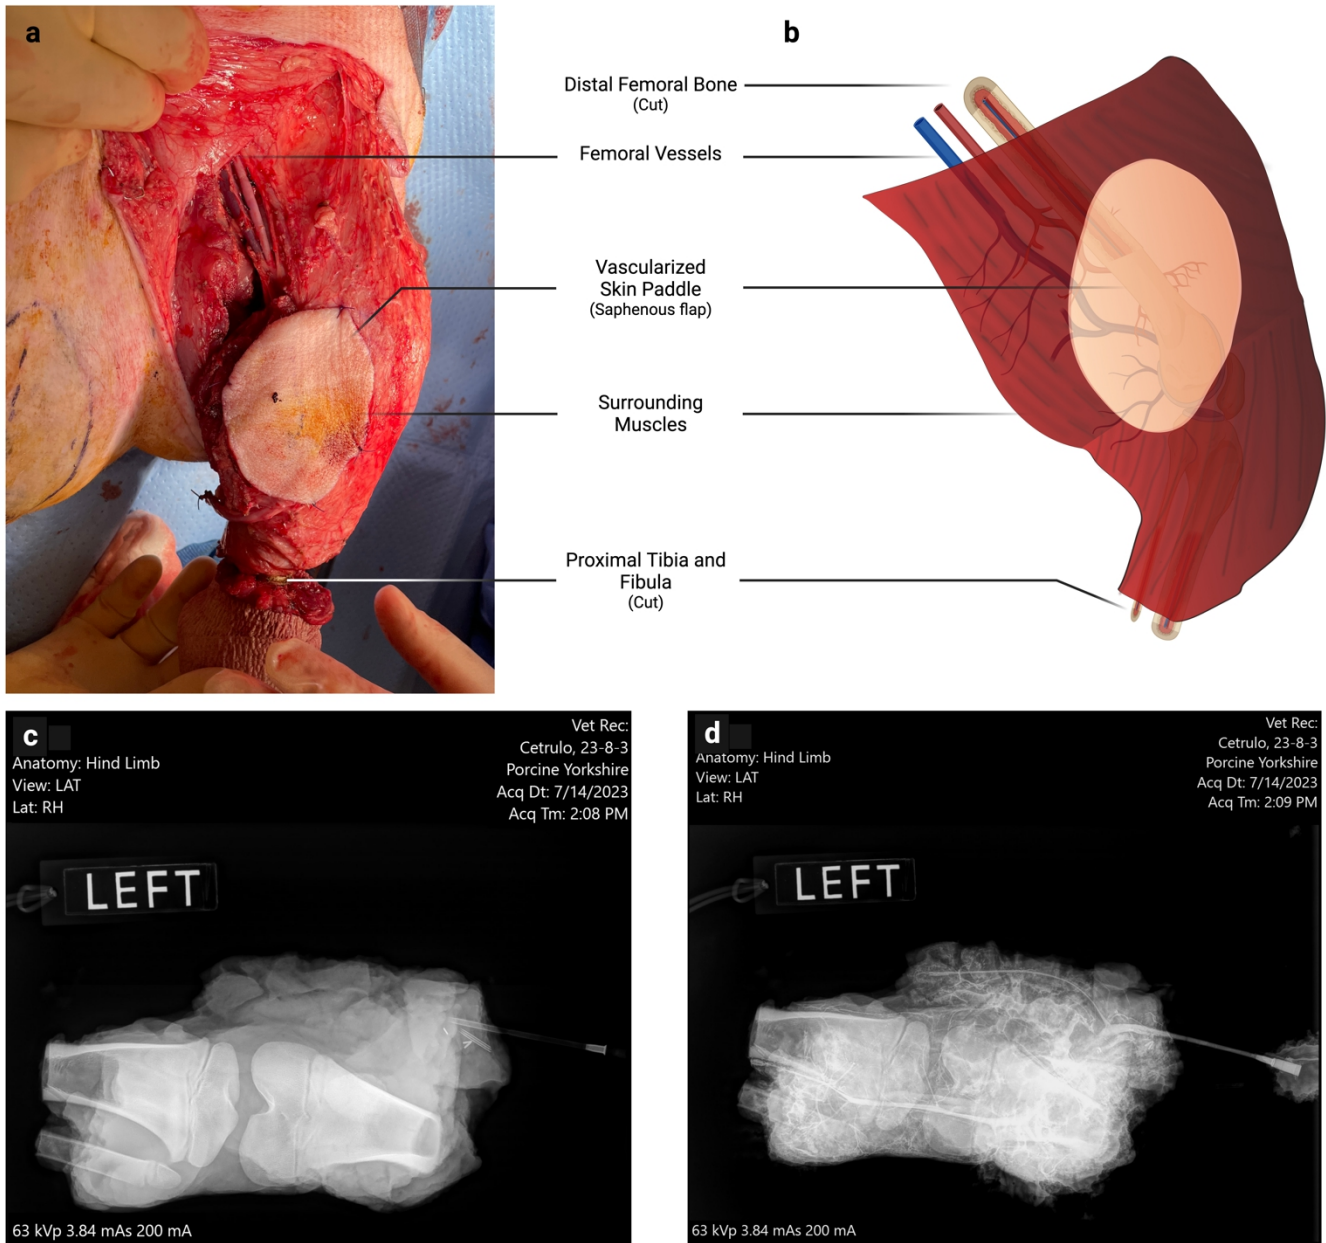 a
b
Distal Femoral Bone
(Cut)
Femoral Vessels
Vascularized
Skin Paddle
(Saphenous flap)
Surrounding
Muscles
Proximal Tibia and
Fibula
(Cut)
c
Anatomy: Hind Limb
View: LAT
Lat: RH
Vet Rec:
Cetrulo, 23-8-3
Porcine Yorkshire
Acq Dt: 7/14/2023
Acq Tm: 2:08 PM
LEFT
63 kVp 3.84 mAs 200 mA
d
Anatomy: Hind Limb
View: LAT
Lat: RH
Vet Rec:
Cetrulo, 23-8-3
Porcine Yorkshire
Acq Dt: 7/14/2023
Acq Tm: 2:09 PM
LEFT
63 kVp 3.84 mAs 200 mA